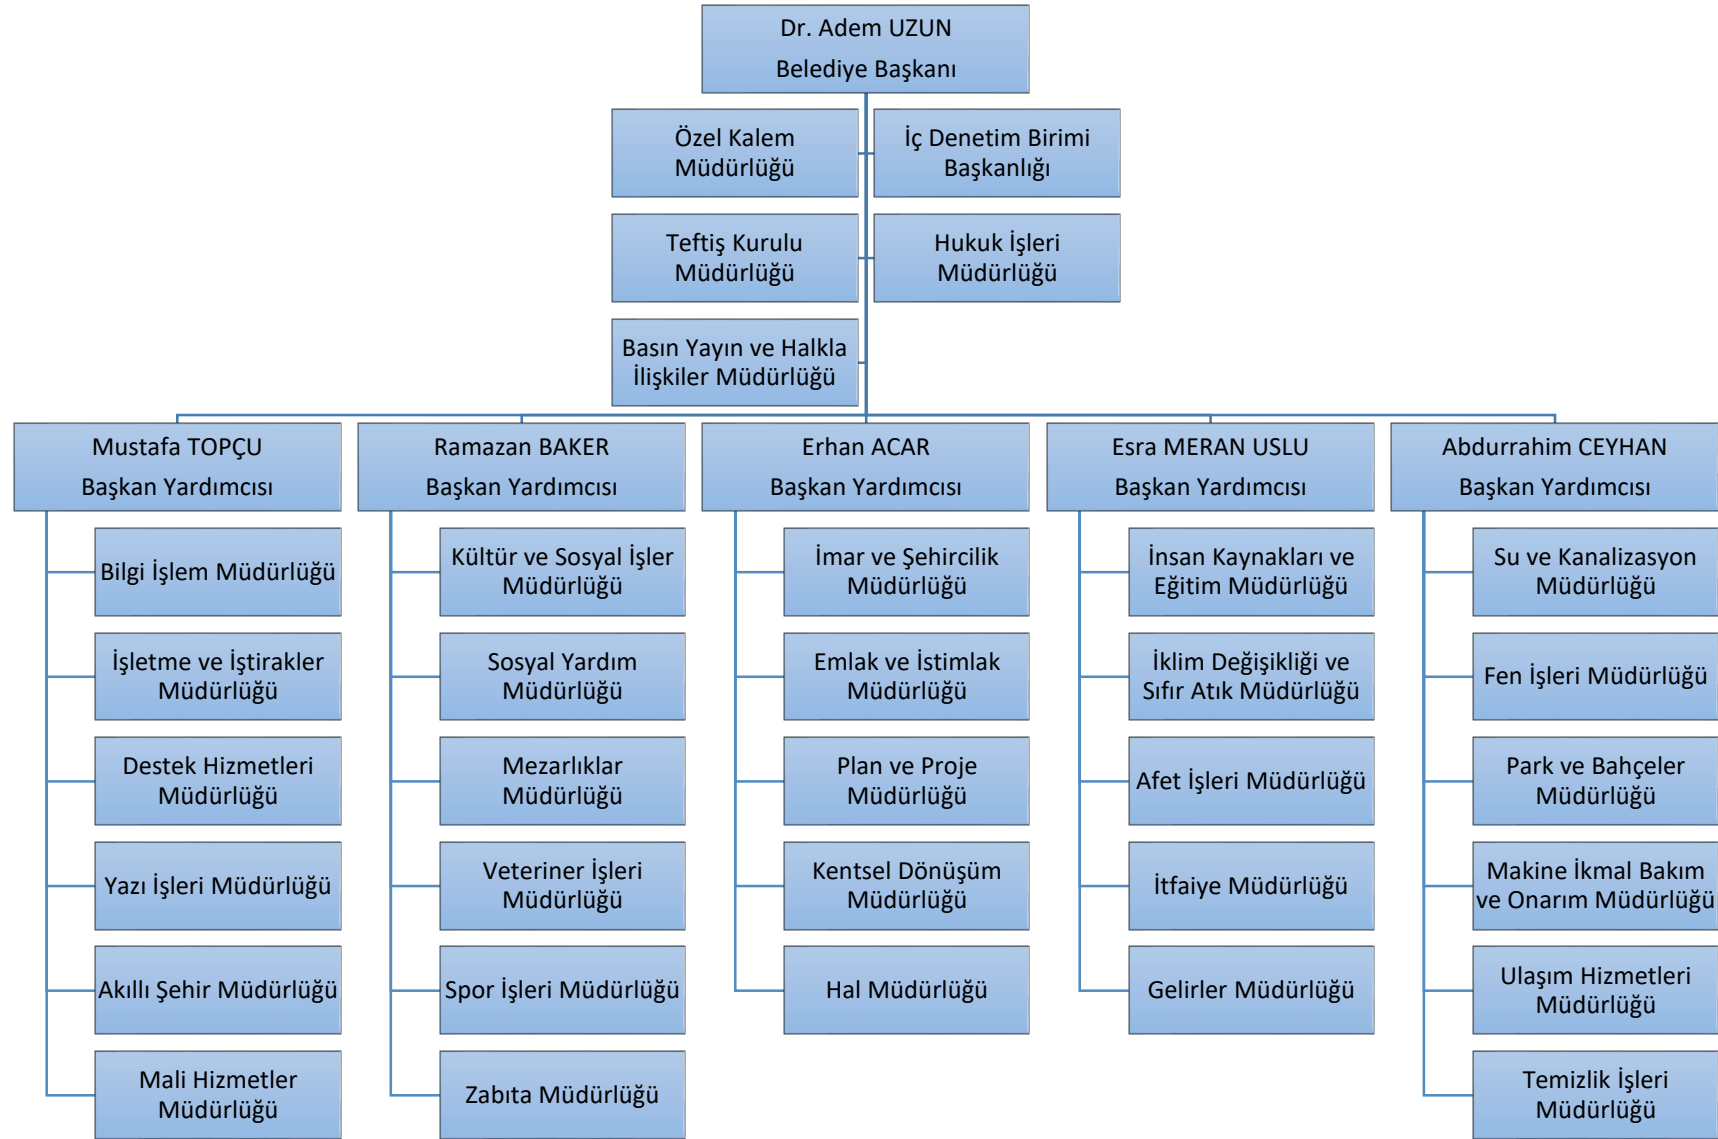 Dr. Adem UZUN
Belediye Başkanı
Özel Kalem
Müdürlüğü
İç Denetim Birimi
Başkanlığı
Teftiş Kurulu
Müdürlüğü
Hukuk İşleri
Müdürlüğü
Basın Yayın ve Halkla
İlişkiler Müdürlüğü
Mustafa TOPÇU
Başkan Yardımcısı
Bilgi İşlem Müdürlüğü
İşletme ve İştirakler
Müdürlüğü
Destek Hizmetleri
Müdürlüğü
Yazı İşleri Müdürlüğü
Akıllı Şehir Müdürlüğü
Mali Hizmetler
Müdürlüğü
Ramazan BAKER
Başkan Yardımcısı
Kültür ve Sosyal İşler
Müdürlüğü
Sosyal Yardım
Müdürlüğü
Mezarlıklar
Müdürlüğü
Veteriner İşleri
Müdürlüğü
Spor İşleri Müdürlüğü
Zabıta Müdürlüğü
Erhan ACAR
Başkan Yardımcısı
İmar ve Şehircilik
Müdürlüğü
Emlak ve İstimlak
Müdürlüğü
Plan ve Proje
Müdürlüğü
Kentsel Dönüşüm
Müdürlüğü
Hal Müdürlüğü
Esra MERAN USLU
Başkan Yardımcısı
İnsan Kaynakları ve
Eğitim Müdürlüğü
İklim Değişikliği ve
Sıfır Atık Müdürlüğü
Afet İşleri Müdürlüğü
İtfaiye Müdürlüğü
Gelirler Müdürlüğü
Abdurrahim CEYHAN
Başkan Yardımcısı
Su ve Kanalizasyon
Müdürlüğü
Fen İşleri Müdürlüğü
Park ve Bahçeler
Müdürlüğü
Makine İkmal Bakım
ve Onarım Müdürlüğü
Ulaşım Hizmetleri
Müdürlüğü
Temizlik İşleri
Müdürlüğü